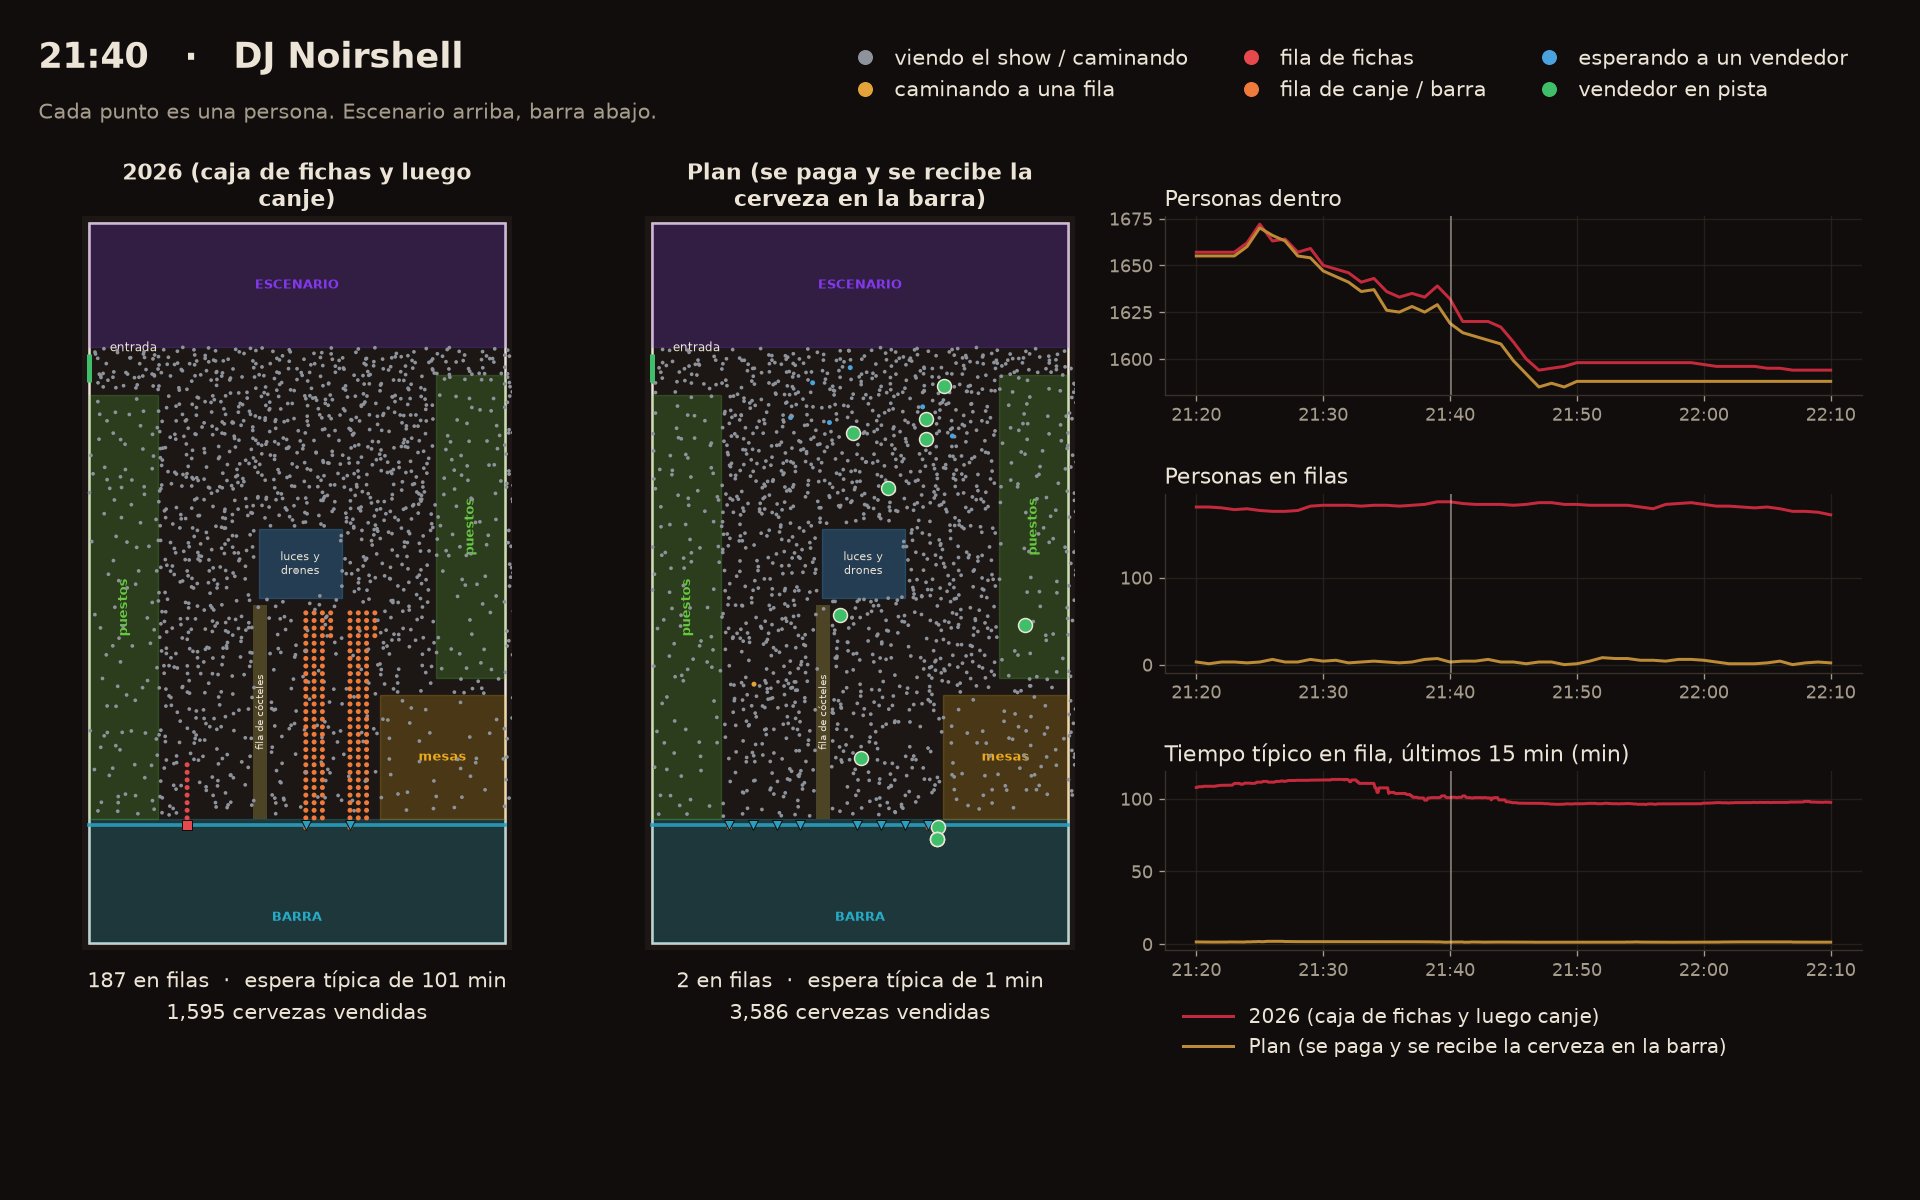 21:40 · DJ Noirshell
Cada punto es una persona. Escenario arriba, barra abajo.
viendo el show / caminando
caminando a una fila
fila de fichas
fila de canje / barra
esperando a un vendedor
vendedor en pista
2026 (caja de fichas y luego
canje)
ESCENARIO
entrada
puestos
puestos
luces y
drones
fila de cócteles
mesas
BARRA
187 en filas · espera típica de 101 min
1,595 cervezas vendidas
Plan (se paga y se recibe la
cerveza en la barra)
ESCENARIO
entrada
puestos
puestos
luces y
drones
fila de cócteles
mesas
BARRA
2 en filas · espera típica de 1 min
3,586 cervezas vendidas
Personas dentro
1675
1650
1625
1600
21:20 21:30 21:40 21:50 22:00 22:10
Personas en filas
100
0
21:20 21:30 21:40 21:50 22:00 22:10
Tiempo típico en fila, últimos 15 min (min)
100
50
0
21:20 21:30 21:40 21:50 22:00 22:10
2026 (caja de fichas y luego canje)
Plan (se paga y se recibe la cerveza en la barra)